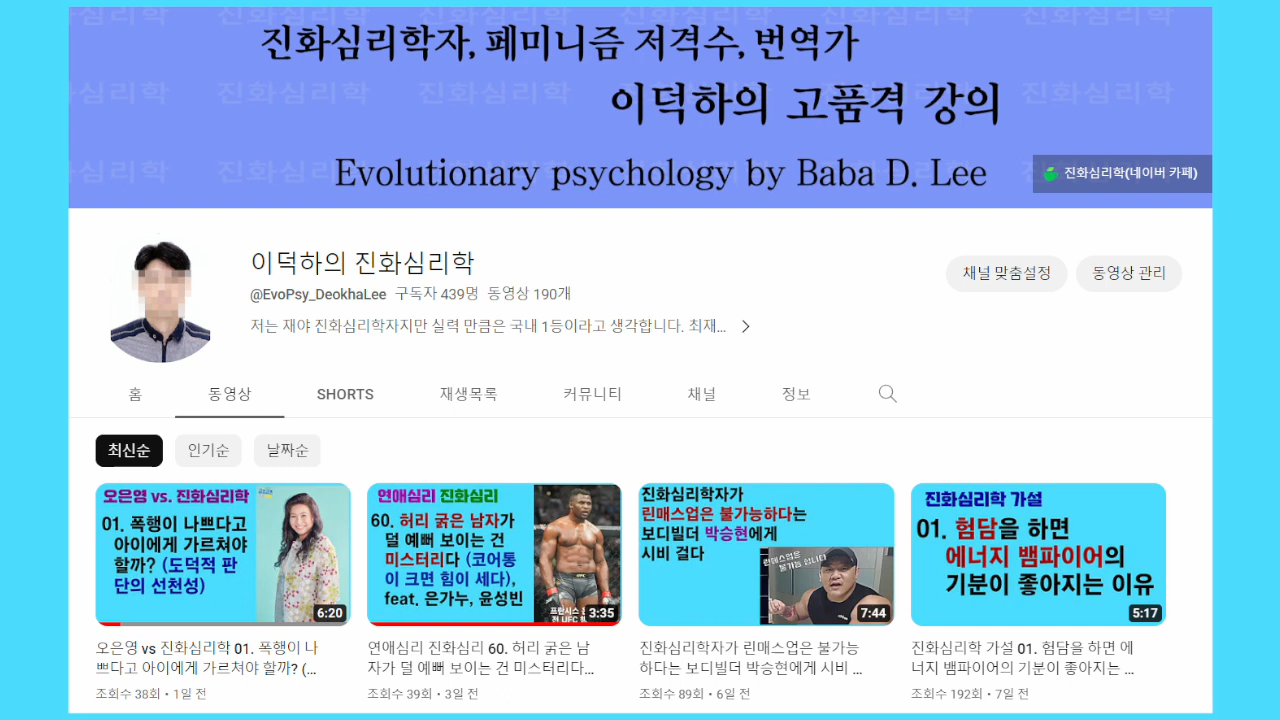 진화심리학자, 페미니즘 저격수, 번역가
이덕하의 고품격 강의
Evolutionary psychology by Baba D. Lee
진화심리학(네이버 카페)
이덕하의 진화심리학
@EvoPsy_DeokhaLee 구독자 439명 동영상 190개
저는 재야 진화심리학자지만 실력 만큼은 국내 1등이라고 생각합니다. 최재...
채널 맞춤설정
동영상 관리
홈 동영상 SHORTS 재생목록 커뮤니티 채널 정보
최신순 인기순 날짜순
오은영 vs. 진화심리학
01. 폭행이 나쁘다고
아이에게 가르쳐야
할까? (도덕적 판
단의 선천성)
6:20
오은영 vs 진화심리학 01. 폭행이 나
쁘다고 아이에게 가르쳐야 할까? (...
조회수 38회 • 1일 전
연애심리 진화심리
60. 허리 굵은 남자가
덜 예뻐 보이는 건
미스터리다 (코어통
이 크면 힘이 세다),
feat. 은가누, 윤성빈
프란시스 은
전 UFC 헤
3:35
연애심리 진화심리 60. 허리 굵은 남
자가 덜 예뻐 보이는 건 미스터리다...
조회수 39회 • 3일 전
진화심리학자가
린매스업은 불가능하다는
보디빌더 박승현에게
시비 걸다
린매스업은
불가능 합니다
7:44
진화심리학자가 린매스업은 불가능
하다는 보디빌더 박승현에게 시비 ...
조회수 89회 • 6일 전
진화심리학 가설
01. 험담을 하면
에너지 뱀파이어의
기분이 좋아지는 이유
5:17
진화심리학 가설 01. 험담을 하면 에
너지 뱀파이어의 기분이 좋아지는 ...
조회수 192회 • 7일 전